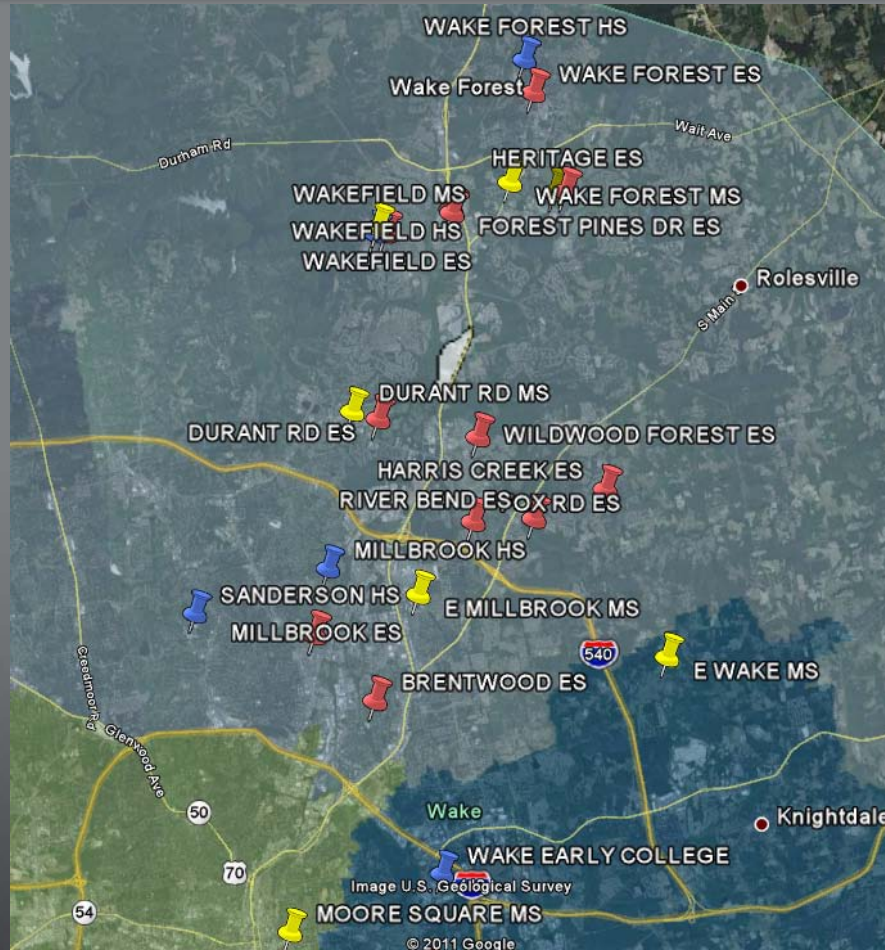 WAKE FOREST HS
WAKE FOREST ES
Wake Forest
Wait Ave
Durham Rd
HERITAGE ES
WAKEFIELD MS
WAKE FOREST MS
FOREST PINES DR ES
WAKEFIELD HS
WAKEFIELD ES
Rolesville
S Main
DURANT RD MS
DURANT RD ES
WILDWOOD FOREST ES
HARRIS CREEK ES
RIVER BEND ES
OX RD ES
MILLBROOK HS
SANDERSON HS
E MILLBROOK MS
MILLBROOK ES
540
E WAKE MS
Creedmoor Rd
BRENTWOOD ES
Glenwood Ave
50
Wake
Knightdale
70
WAKE EARLY COLLEGE
Image U.S. Geological Survey
54
MOORE SQUARE MS
© 2011 Google